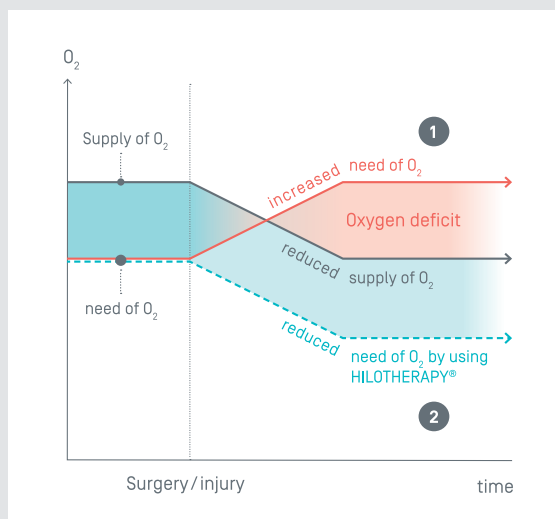 O₂
1
Supply of O₂
increased
need of O₂
Oxygen deficit
reduced
supply of O₂
need of O₂
reduced
need of O₂ by using
HILOTHERAPY®
2
Surgery/injury
time